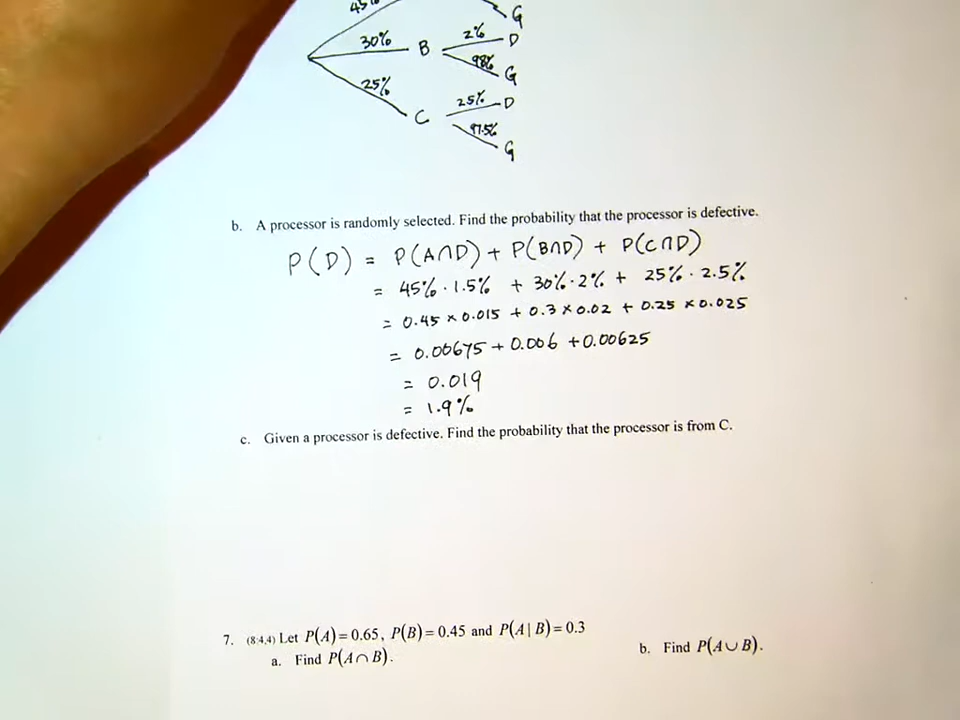 45%
G
30% B 2% D
98% G
25% C 25% D
97.5% G
b. A processor is randomly selected. Find the probability that the processor is defective.
P(D) = P(A∩D) + P(B∩D) + P(C∩D)
= 45% · 1.5% + 30% · 2% + 25% · 2.5%
= 0.45 × 0.015 + 0.3 × 0.02 + 0.25 × 0.025
= 0.00675 + 0.006 + 0.00625
= 0.019
= 1.9%
c. Given a processor is defective. Find the probability that the processor is from C.
7. (8:4,4) Let P(A) = 0.65, P(B) = 0.45 and P(A | B) = 0.3
a. Find P(A ∩ B). b. Find P(A ∪ B).